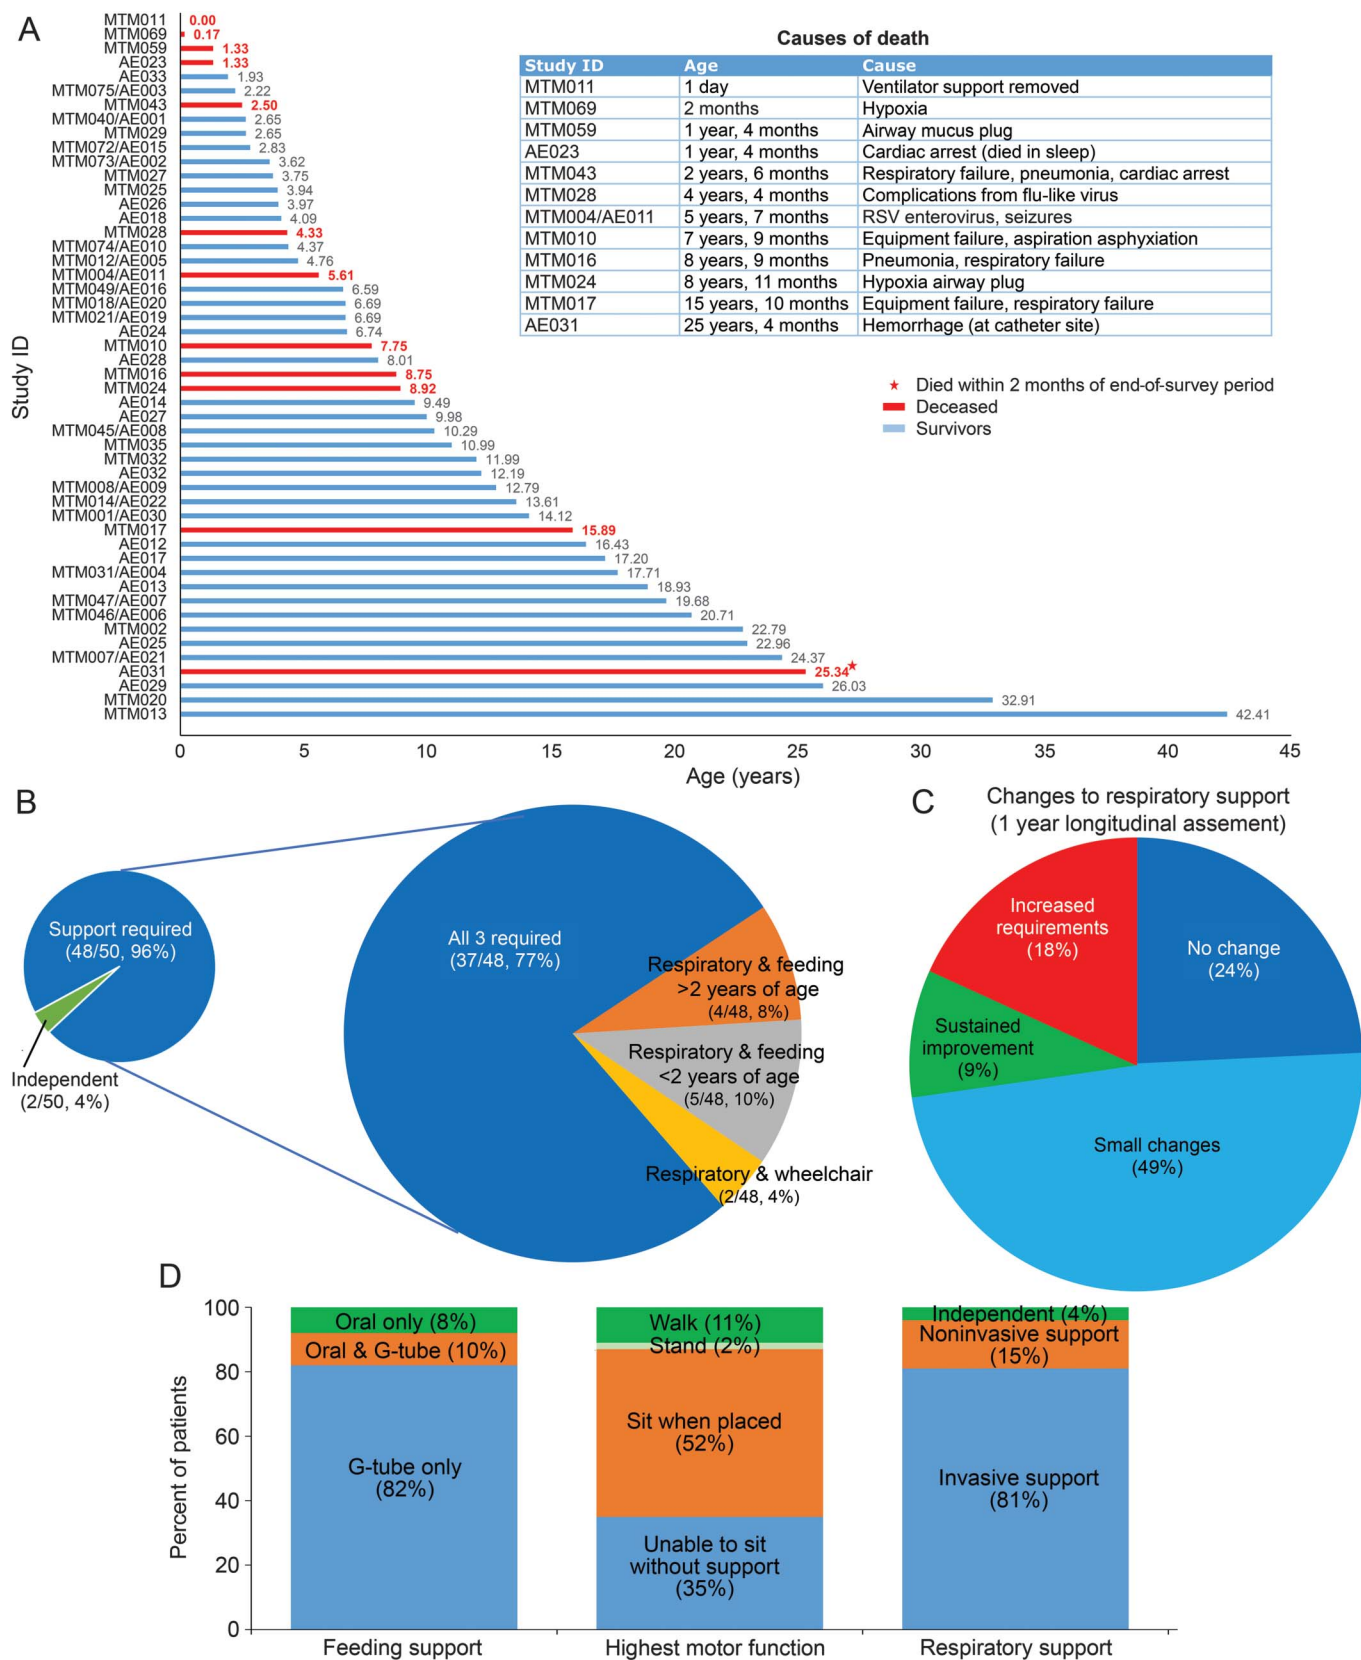 A
MTM011 0.00
MTM069 0.17
MTM059 1.33
AE023 1.33
AE033 1.93
MTM075/AE003 2.22
MTM043 2.50
MTM040/AE001 2.65
MTM029 2.65
MTM072/AE015 2.83
MTM073/AE002 3.62
MTM027 3.75
MTM025 3.94
AE026 3.97
AE018 4.09
MTM028 4.33
MTM074/AE010 4.37
MTM012/AE005 4.76
MTM004/AE011 5.61
MTM049/AE016 6.59
MTM018/AE020 6.69
MTM021/AE019 6.69
AE024 6.74
MTM010 7.75
AE028 8.01
MTM016 8.75
MTM024 8.92
AE014 9.49
AE027 9.98
MTM045/AE008 10.29
MTM035 10.99
MTM032 11.99
AE032 12.19
MTM008/AE009 12.79
MTM014/AE022 13.61
MTM001/AE030 14.12
MTM017 15.89
AE012 16.43
AE017 17.20
MTM031/AE004 17.71
AE013 18.93
MTM047/AE007 19.68
MTM046/AE006 20.71
MTM002 22.79
AE025 22.96
MTM007/AE021 24.37
AE031 25.34★
AE029 26.03
MTM020 32.91
MTM013 42.41
Study ID
0 5 10 15 20 25 30 35 40 45
Age (years)
Causes of death
Study ID Age Cause
MTM011 1 day Ventilator support removed
MTM069 2 months Hypoxia
MTM059 1 year, 4 months Airway mucus plug
AE023 1 year, 4 months Cardiac arrest (died in sleep)
MTM043 2 years, 6 months Respiratory failure, pneumonia, cardiac arrest
MTM028 4 years, 4 months Complications from flu-like virus
MTM004/AE011 5 years, 7 months RSV enterovirus, seizures
MTM010 7 years, 9 months Equipment failure, aspiration asphyxiation
MTM016 8 years, 9 months Pneumonia, respiratory failure
MTM024 8 years, 11 months Hypoxia airway plug
MTM017 15 years, 10 months Equipment failure, respiratory failure
AE031 25 years, 4 months Hemorrhage (at catheter site)
★ Died within 2 months of end-of-survey period
Deceased
Survivors
B
Support required
(48/50, 96%)
Independent
(2/50, 4%)
All 3 required
(37/48, 77%)
Respiratory & feeding
>2 years of age
(4/48, 8%)
Respiratory & feeding
<2 years of age
(5/48, 10%)
Respiratory & wheelchair
(2/48, 4%)
C
Changes to respiratory support
(1 year longitudinal assement)
Increased
requirements
(18%)
No change
(24%)
Sustained
improvement
(9%)
Small changes
(49%)
D
Percent of patients
100
80
60
40
20
0
Oral only (8%)
Oral & G-tube (10%)
G-tube only
(82%)
Feeding support
Walk (11%)
Stand (2%)
Sit when placed
(52%)
Unable to sit
without support
(35%)
Highest motor function
Independent (4%)
Noninvasive support
(15%)
Invasive support
(81%)
Respiratory support